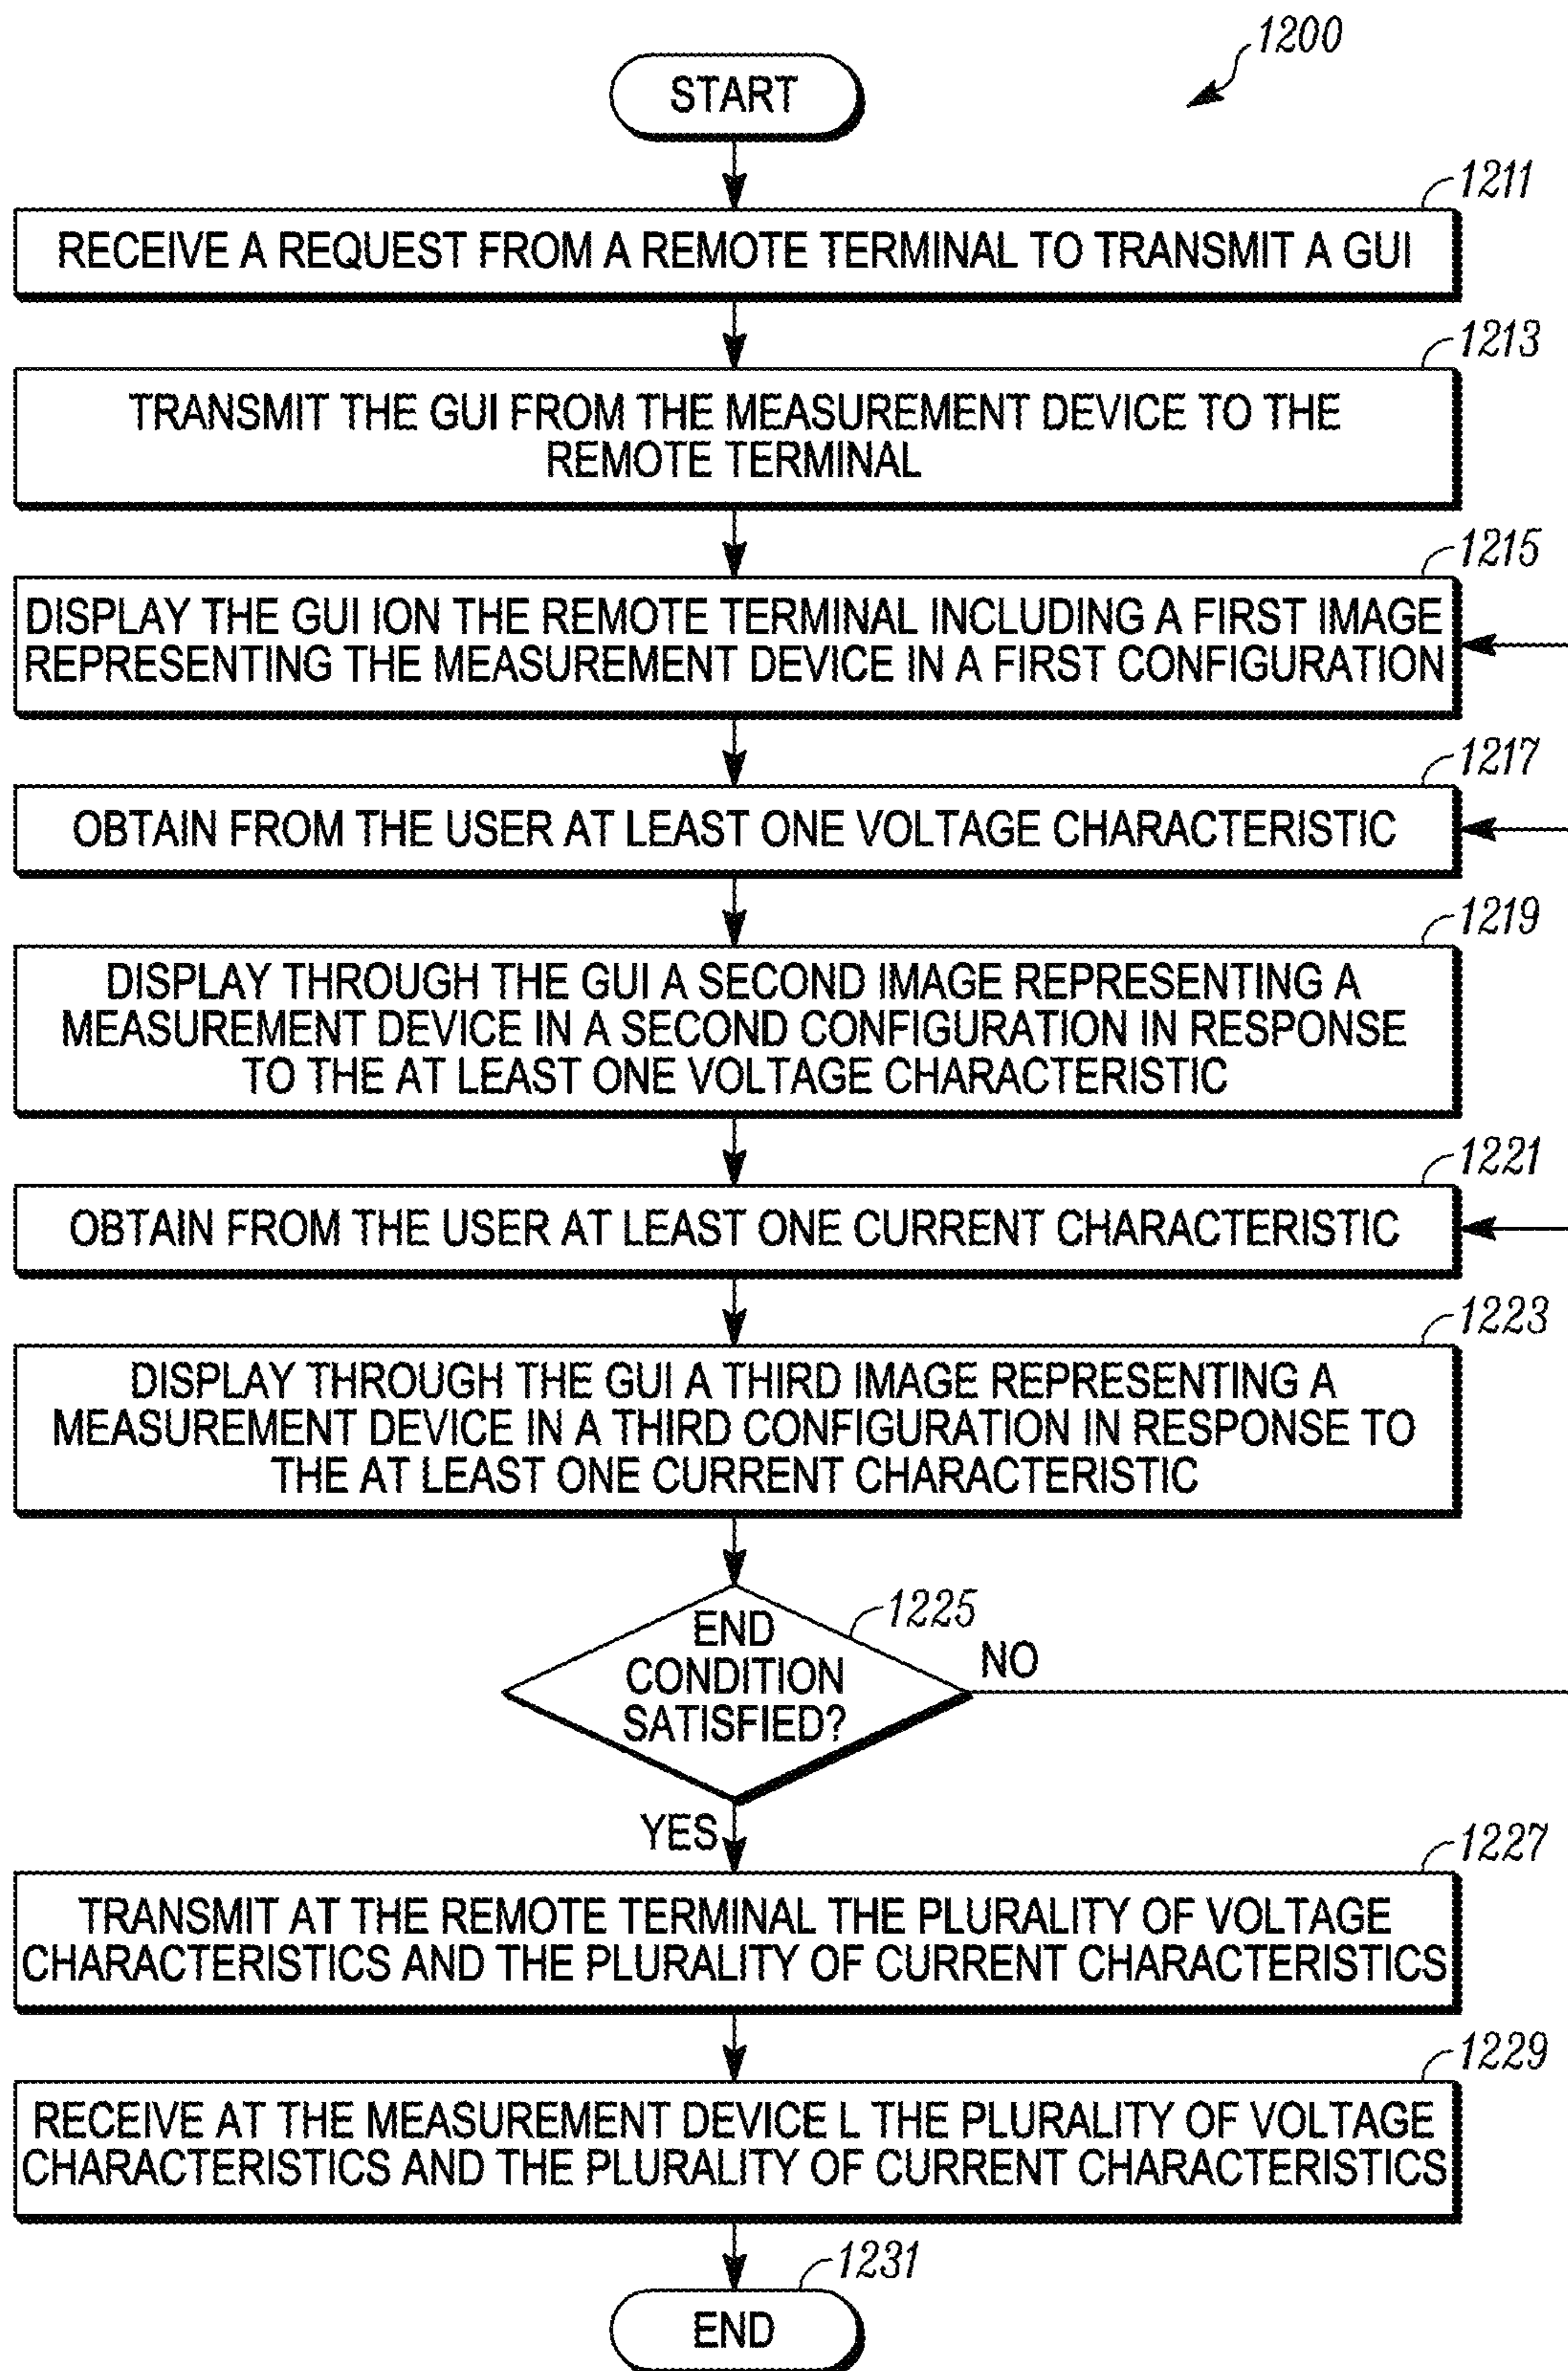 1200
START
1211
RECEIVE A REQUEST FROM A REMOTE TERMINAL TO TRANSMIT A GUI
1213
TRANSMIT THE GUI FROM THE MEASUREMENT DEVICE TO THE
REMOTE TERMINAL
1215
DISPLAY THE GUI ION THE REMOTE TERMINAL INCLUDING A FIRST IMAGE
REPRESENTING THE MEASUREMENT DEVICE IN A FIRST CONFIGURATION
1217
OBTAIN FROM THE USER AT LEAST ONE VOLTAGE CHARACTERISTIC
1219
DISPLAY THROUGH THE GUI A SECOND IMAGE REPRESENTING A
MEASUREMENT DEVICE IN A SECOND CONFIGURATION IN RESPONSE
TO THE AT LEAST ONE VOLTAGE CHARACTERISTIC
1221
OBTAIN FROM THE USER AT LEAST ONE CURRENT CHARACTERISTIC
1223
DISPLAY THROUGH THE GUI A THIRD IMAGE REPRESENTING A
MEASUREMENT DEVICE IN A THIRD CONFIGURATION IN RESPONSE TO
THE AT LEAST ONE CURRENT CHARACTERISTIC
1225
END
CONDITION
SATISFIED?
NO
YES
1227
TRANSMIT AT THE REMOTE TERMINAL THE PLURALITY OF VOLTAGE
CHARACTERISTICS AND THE PLURALITY OF CURRENT CHARACTERISTICS
1229
RECEIVE AT THE MEASUREMENT DEVICE L THE PLURALITY OF VOLTAGE
CHARACTERISTICS AND THE PLURALITY OF CURRENT CHARACTERISTICS
1231
END